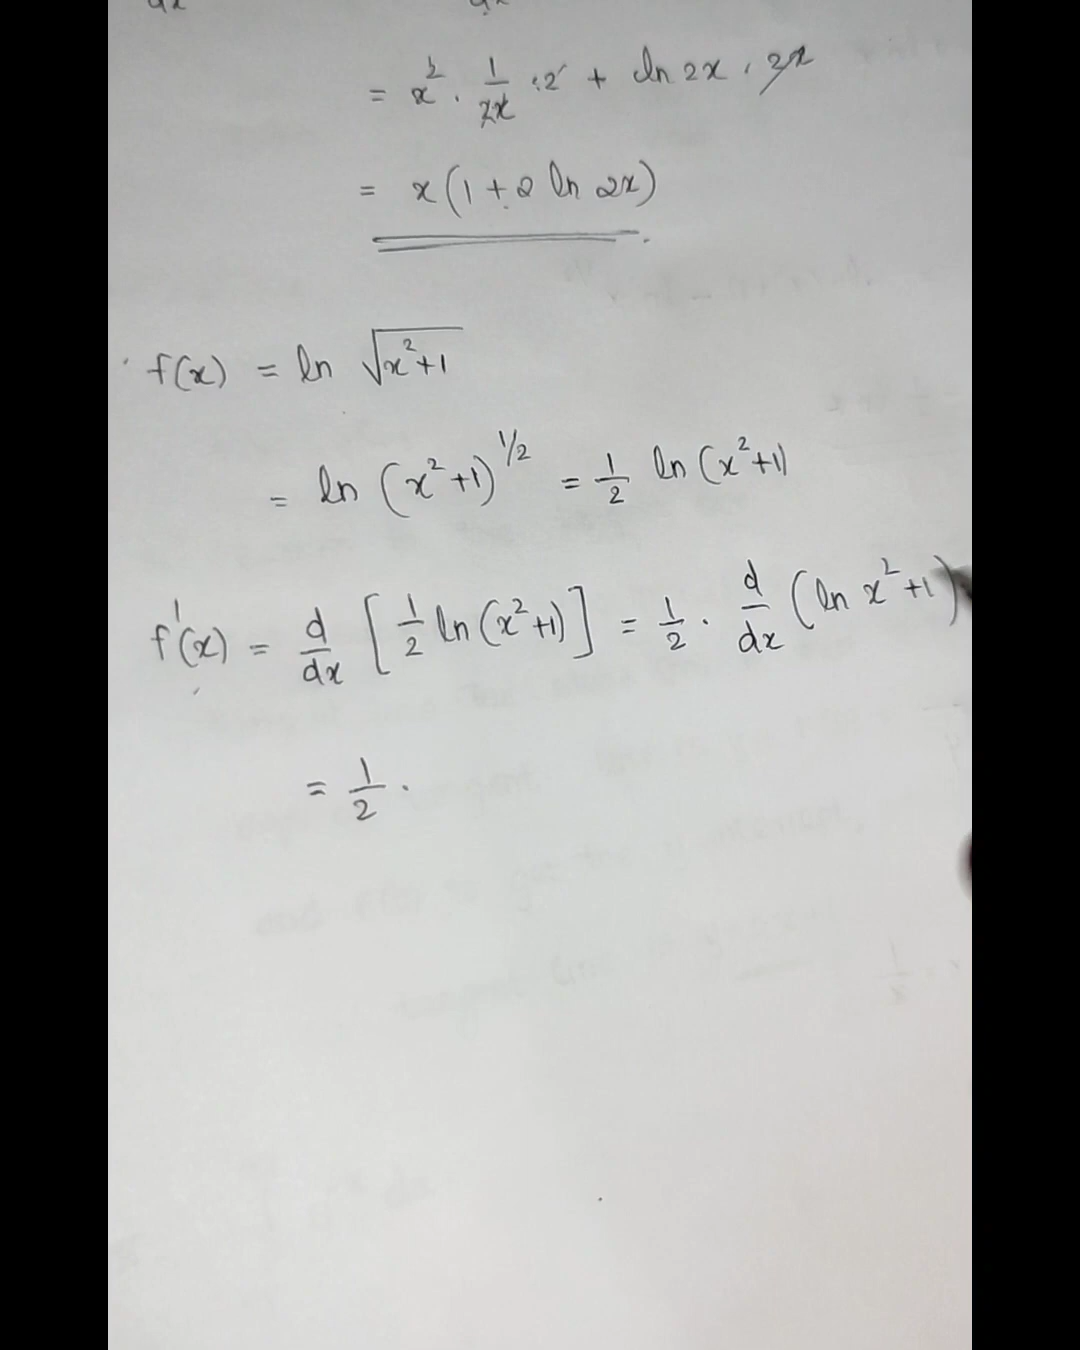 = x² · 1/2x · 2 + ln 2x · 2x
= x(1 + 2 ln 2x)
f(x) = ln √x²+1
= ln (x²+1)^1/2 = 1/2 ln (x²+1)
f'(x) = d/dx [1/2 ln(x²+1)] = 1/2 · d/dx (ln x²+1)
= 1/2 ·